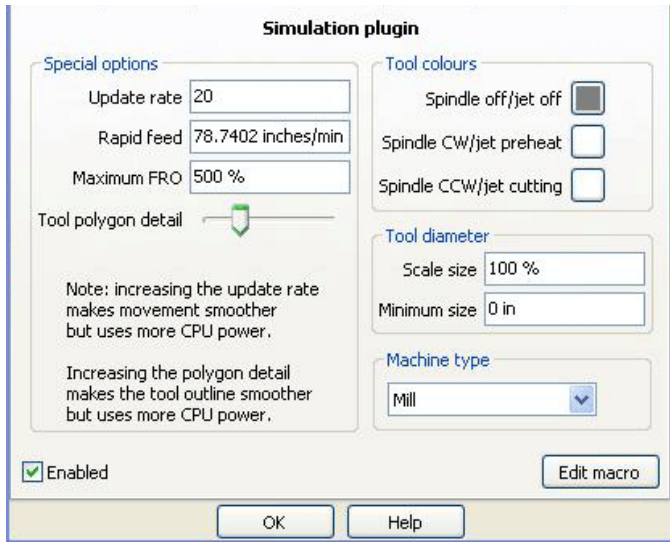 Simulation plugin
Special options
Update rate 20
Rapid feed 78.7402 inches/min
Maximum FRO 500 %
Tool polygon detail
Note: increasing the update rate
makes movement smoother
but uses more CPU power.
Increasing the polygon detail
makes the tool outline smoother
but uses more CPU power.
Tool colours
Spindle off/jet off
Spindle CW/jet preheat
Spindle CCW/jet cutting
Tool diameter
Scale size 100 %
Minimum size 0 in
Machine type
Mill
Enabled
Edit macro
OK
Help